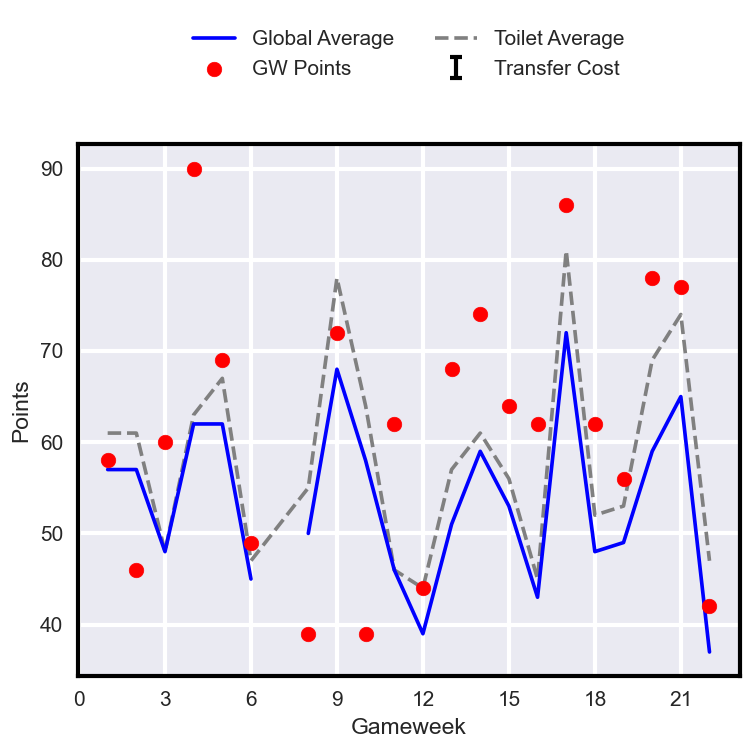 Global Average
Toilet Average
GW Points
Transfer Cost
90
80
70
60
50
40
Points
0 3 6 9 12 15 18 21
Gameweek